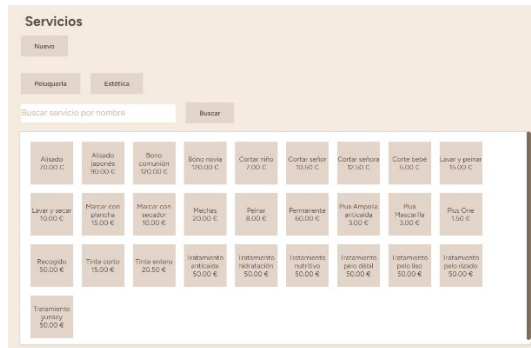 Servicios
Nuevo
Peluquería
Estética
Buscar servicio por nombre
Buscar
Alisado
70.00 €
Alisado
japonés
90.00 €
Bono
comunión
120.00 €
Bono novia
120.00 €
Cortar niño
7.00 €
Cortar señor
10.50 €
Cortar señora
12.50 €
Corte bebé
5.00 €
Lavar y peinar
15.00 €
Lavar y secar
10.00 €
Marcar con
plancha
15.00 €
Marcar con
secador
10.00 €
Mechas
20.00 €
Peinar
8.00 €
Permanente
60.00 €
Plus Ampolla
anticaída
3.00 €
Plus
Mascarilla
3.00 €
Plus One
1.50 €
Recogido
50.00 €
Tinte corto
15.00 €
Tinte entero
20.50 €
Tratamiento
anticaída
50.00 €
Tratamiento
hidratación
50.00 €
Tratamiento
nutritivo
50.00 €
Tratamiento
pelo débil
50.00 €
Tratamiento
pelo liso
50.00 €
Tratamiento
pelo rizado
50.00 €
Tratamiento
50.00 €